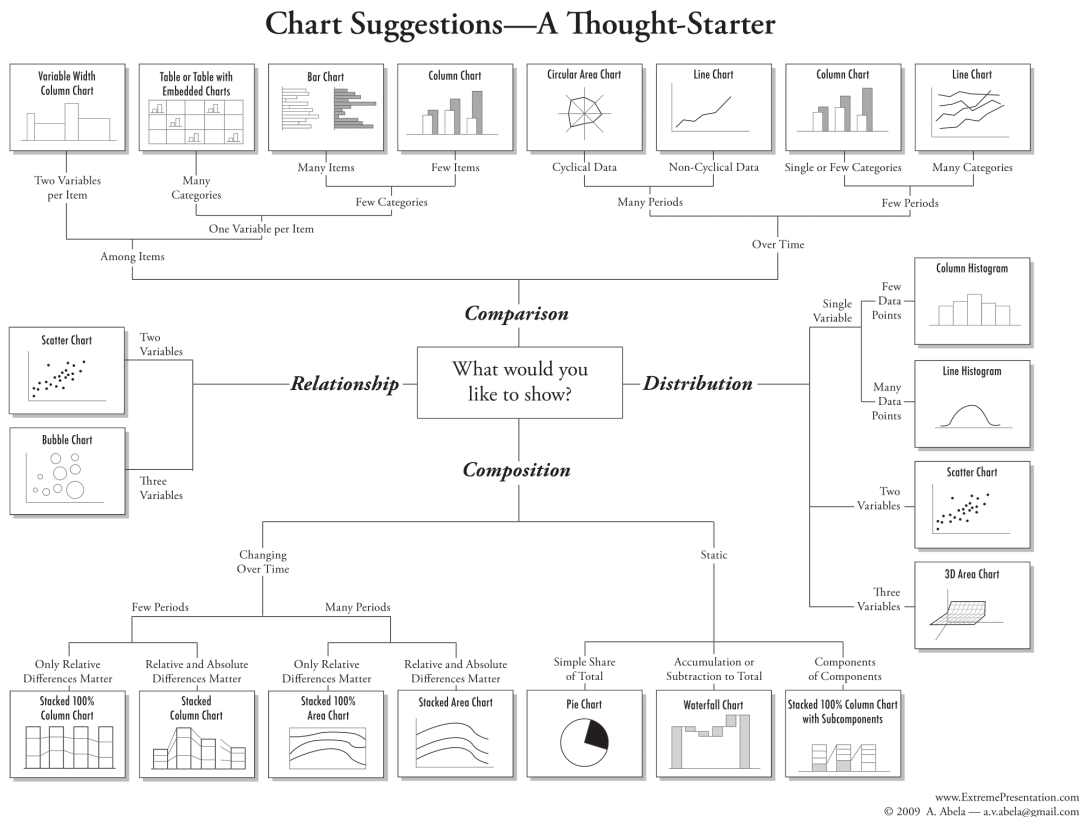 Chart Suggestions—A Thought-Starter
Variable Width
Column Chart
Table or Table with
Embedded Charts
Bar Chart
Column Chart
Circular Area Chart
Line Chart
Column Chart
Line Chart
Two Variables
per Item
Many
Categories
Many Items
Few Items
Cyclical Data
Non-Cyclical Data
Single or Few Categories
Many Categories
Few Categories
Many Periods
Few Periods
One Variable per Item
Among Items
Over Time
Comparison
What would you
like to show?
Relationship
Two
Variables
Scatter Chart
Three
Variables
Bubble Chart
Distribution
Single
Variable
Few
Data
Points
Column Histogram
Many
Data
Points
Line Histogram
Two
Variables
Scatter Chart
Three
Variables
3D Area Chart
Composition
Changing
Over Time
Static
Few Periods
Many Periods
Only Relative
Differences Matter
Relative and Absolute
Differences Matter
Only Relative
Differences Matter
Relative and Absolute
Differences Matter
Simple Share
of Total
Accumulation or
Subtraction to Total
Components
of Components
Stacked 100%
Column Chart
Stacked
Column Chart
Stacked 100%
Area Chart
Stacked Area Chart
Pie Chart
Waterfall Chart
Stacked 100% Column Chart
with Subcomponents
www.ExtremePresentation.com
© 2009 A. Abela — a.v.abela@gmail.com